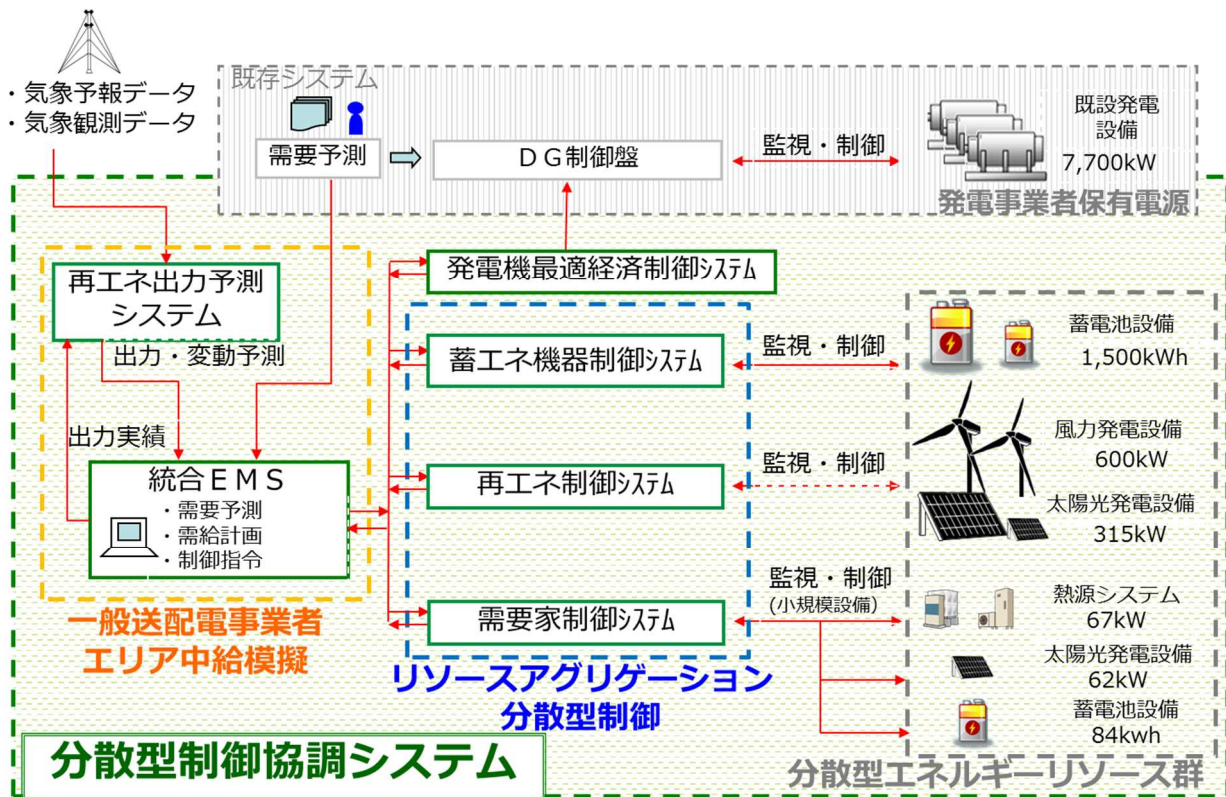 ・気象予報データ
・気象観測データ
既存システム
需要予測
ＤＧ制御盤
監視・制御
既設発電
設備
7,700kW
発電事業者保有電源
再エネ出力予測
システム
出力・変動予測
出力実績
統合ＥＭＳ
・需要予測
・需給計画
・制御指令
一般送配電事業者
エリア中給模擬
発電機最適経済制御ｼｽﾃﾑ
蓄エネ機器制御ｼｽﾃﾑ
再エネ制御ｼｽﾃﾑ
需要家制御ｼｽﾃﾑ
リソースアグリゲーション
分散型制御
監視・制御
監視・制御
監視・制御
(小規模設備)
蓄電池設備
1,500kWh
風力発電設備
600kW
太陽光発電設備
315kW
熱源システム
67kW
太陽光発電設備
62kW
蓄電池設備
84kwh
分散型エネルギーリソース群
分散型制御協調システム